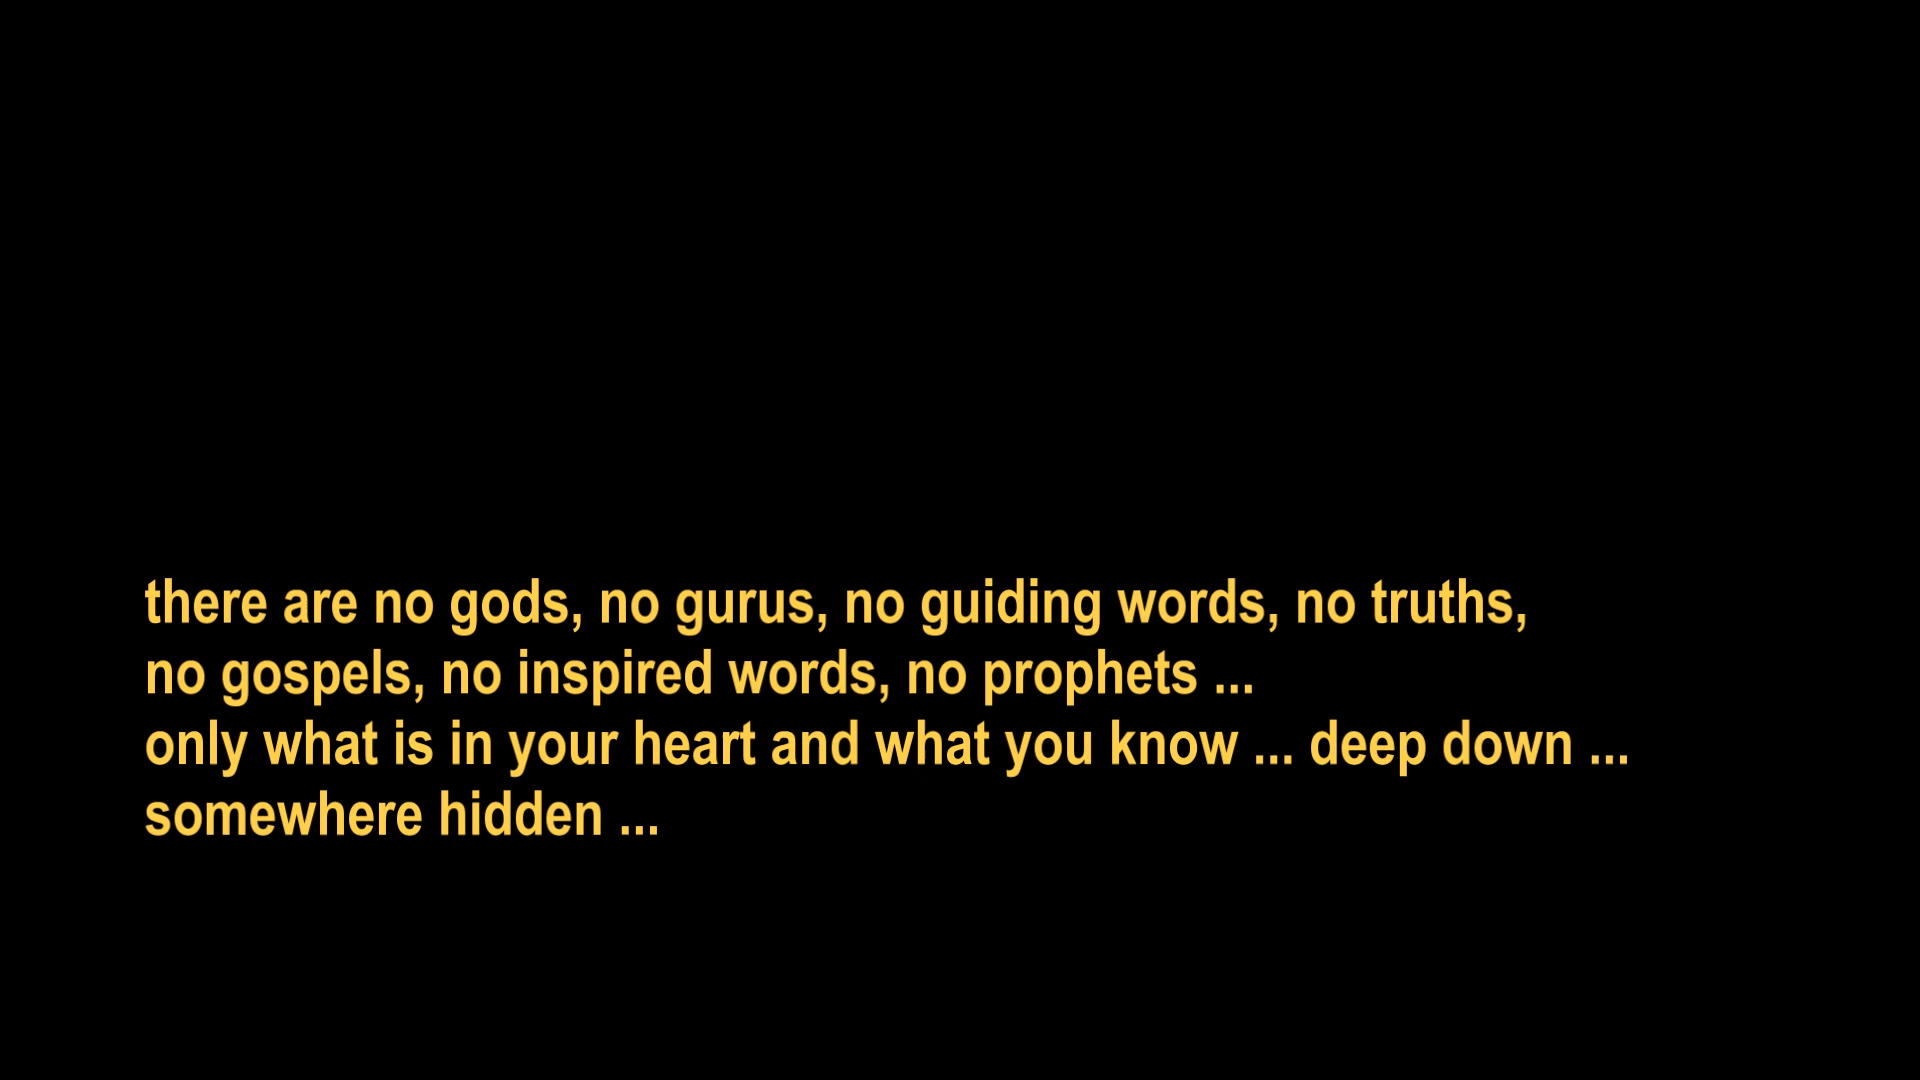 there are no gods, no gurus, no guiding words, no truths,
no gospels, no inspired words, no prophets ...
only what is in your heart and what you know ... deep down ...
somewhere hidden ...